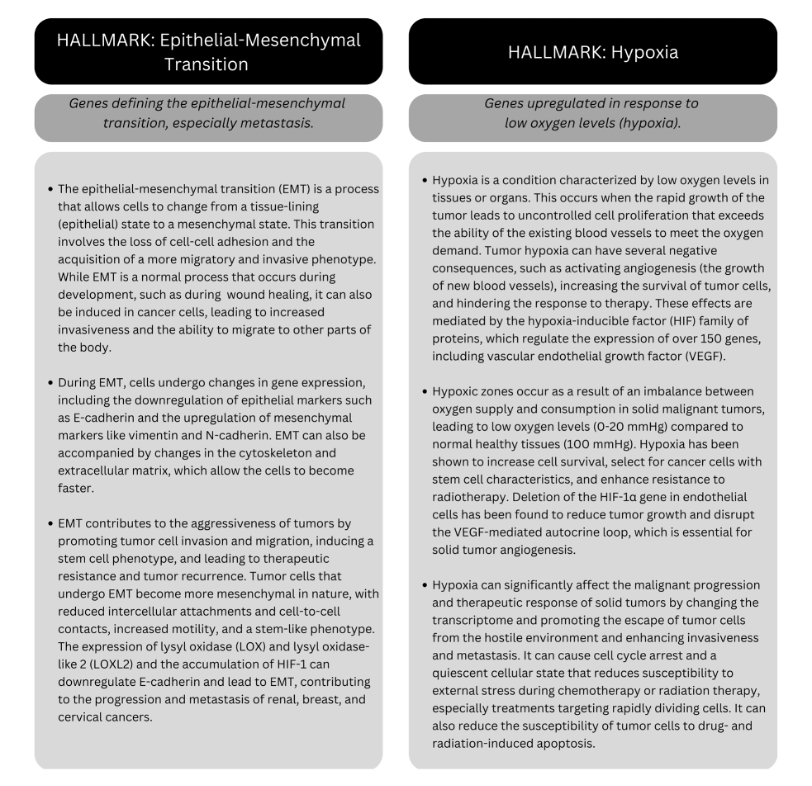 HALLMARK: Epithelial-Mesenchymal
Transition
Genes defining the epithelial-mesenchymal
transition, especially metastasis.
• The epithelial-mesenchymal transition (EMT) is a process
that allows cells to change from a tissue-lining
(epithelial) state to a mesenchymal state. This transition
involves the loss of cell-cell adhesion and the
acquisition of a more migratory and invasive phenotype.
While EMT is a normal process that occurs during
development, such as during wound healing, it can also
be induced in cancer cells, leading to increased
invasiveness and the ability to migrate to other parts of
the body.
• During EMT, cells undergo changes in gene expression,
including the downregulation of epithelial markers such
as E-cadherin and the upregulation of mesenchymal
markers like vimentin and N-cadherin. EMT can also be
accompanied by changes in the cytoskeleton and
extracellular matrix, which allow the cells to become
faster.
• EMT contributes to the aggressiveness of tumors by
promoting tumor cell invasion and migration, inducing a
stem cell phenotype, and leading to therapeutic
resistance and tumor recurrence. Tumor cells that
undergo EMT become more mesenchymal in nature, with
reduced intercellular attachments and cell-to-cell
contacts, increased motility, and a stem-like phenotype.
The expression of lysyl oxidase (LOX) and lysyl oxidase-
like 2 (LOXL2) and the accumulation of HIF-1 can
downregulate E-cadherin and lead to EMT, contributing
to the progression and metastasis of renal, breast, and
cervical cancers.
HALLMARK: Hypoxia
Genes upregulated in response to
low oxygen levels (hypoxia).
• Hypoxia is a condition characterized by low oxygen levels in
tissues or organs. This occurs when the rapid growth of the
tumor leads to uncontrolled cell proliferation that exceeds
the ability of the existing blood vessels to meet the oxygen
demand. Tumor hypoxia can have several negative
consequences, such as activating angiogenesis (the growth
of new blood vessels), increasing the survival of tumor cells,
and hindering the response to therapy. These effects are
mediated by the hypoxia-inducible factor (HIF) family of
proteins, which regulate the expression of over 150 genes,
including vascular endothelial growth factor (VEGF).
• Hypoxic zones occur as a result of an imbalance between
oxygen supply and consumption in solid malignant tumors,
leading to low oxygen levels (0-20 mmHg) compared to
normal healthy tissues (100 mmHg). Hypoxia has been
shown to increase cell survival, select for cancer cells with
stem cell characteristics, and enhance resistance to
radiotherapy. Deletion of the HIF-1α gene in endothelial
cells has been found to reduce tumor growth and disrupt
the VEGF-mediated autocrine loop, which is essential for
solid tumor angiogenesis.
• Hypoxia can significantly affect the malignant progression
and therapeutic response of solid tumors by changing the
transcriptome and promoting the escape of tumor cells
from the hostile environment and enhancing invasiveness
and metastasis. It can cause cell cycle arrest and a
quiescent cellular state that reduces susceptibility to
external stress during chemotherapy or radiation therapy,
especially treatments targeting rapidly dividing cells. It can
also reduce the susceptibility of tumor cells to drug- and
radiation-induced apoptosis.